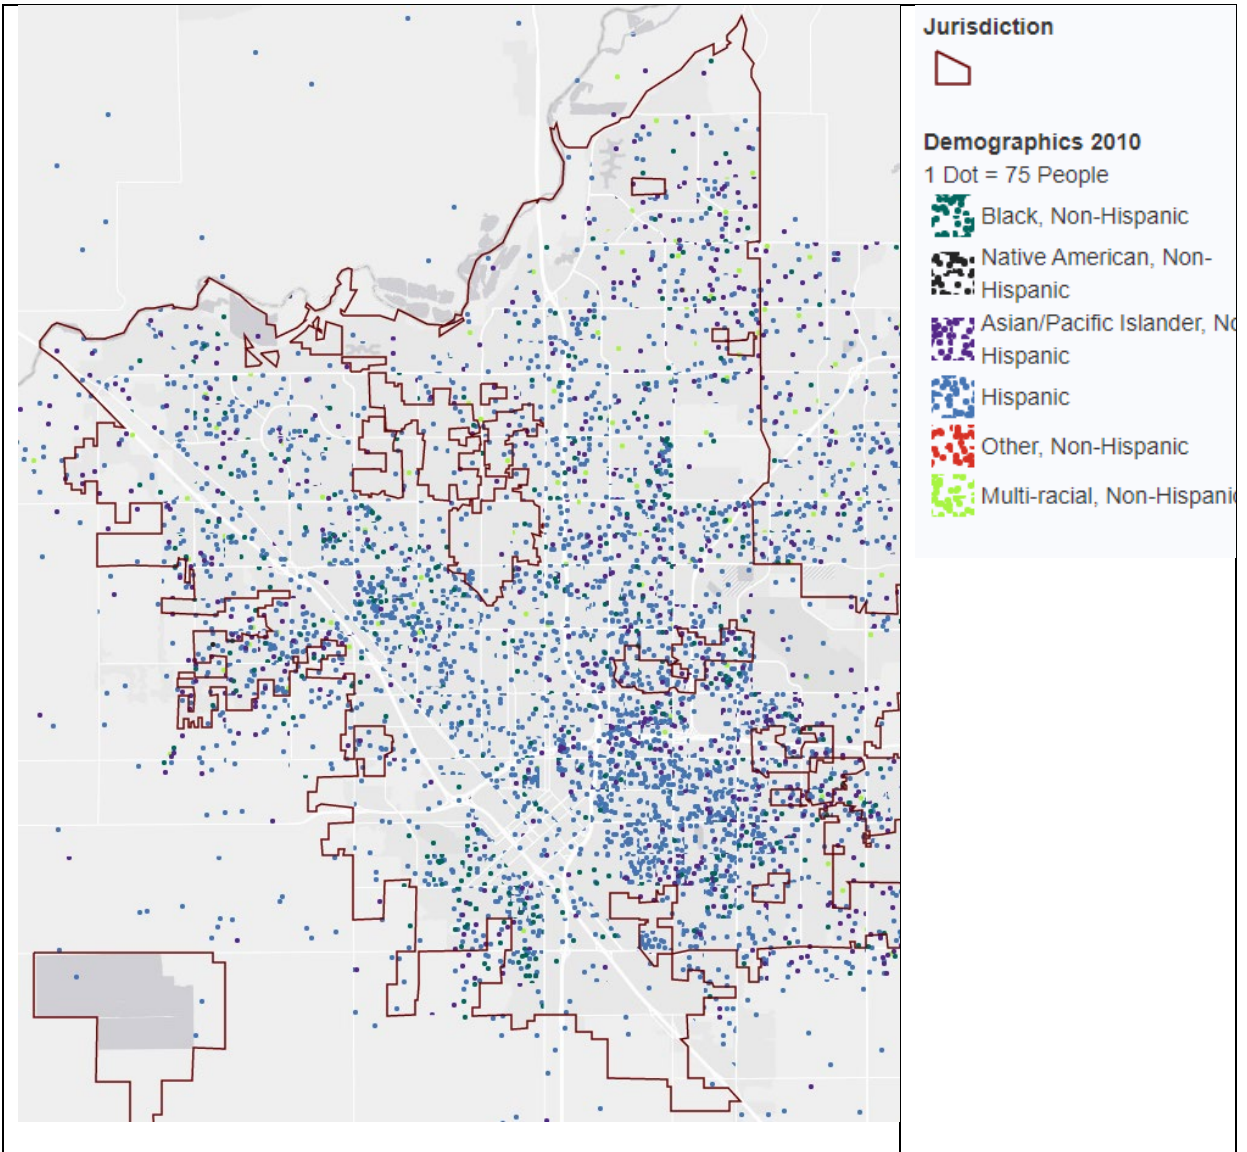 Jurisdiction
Demographics 2010
1 Dot = 75 People
Black, Non-Hispanic
Native American, Non-
Hispanic
Asian/Pacific Islander, No
Hispanic
Hispanic
Other, Non-Hispanic
Multi-racial, Non-Hispanic